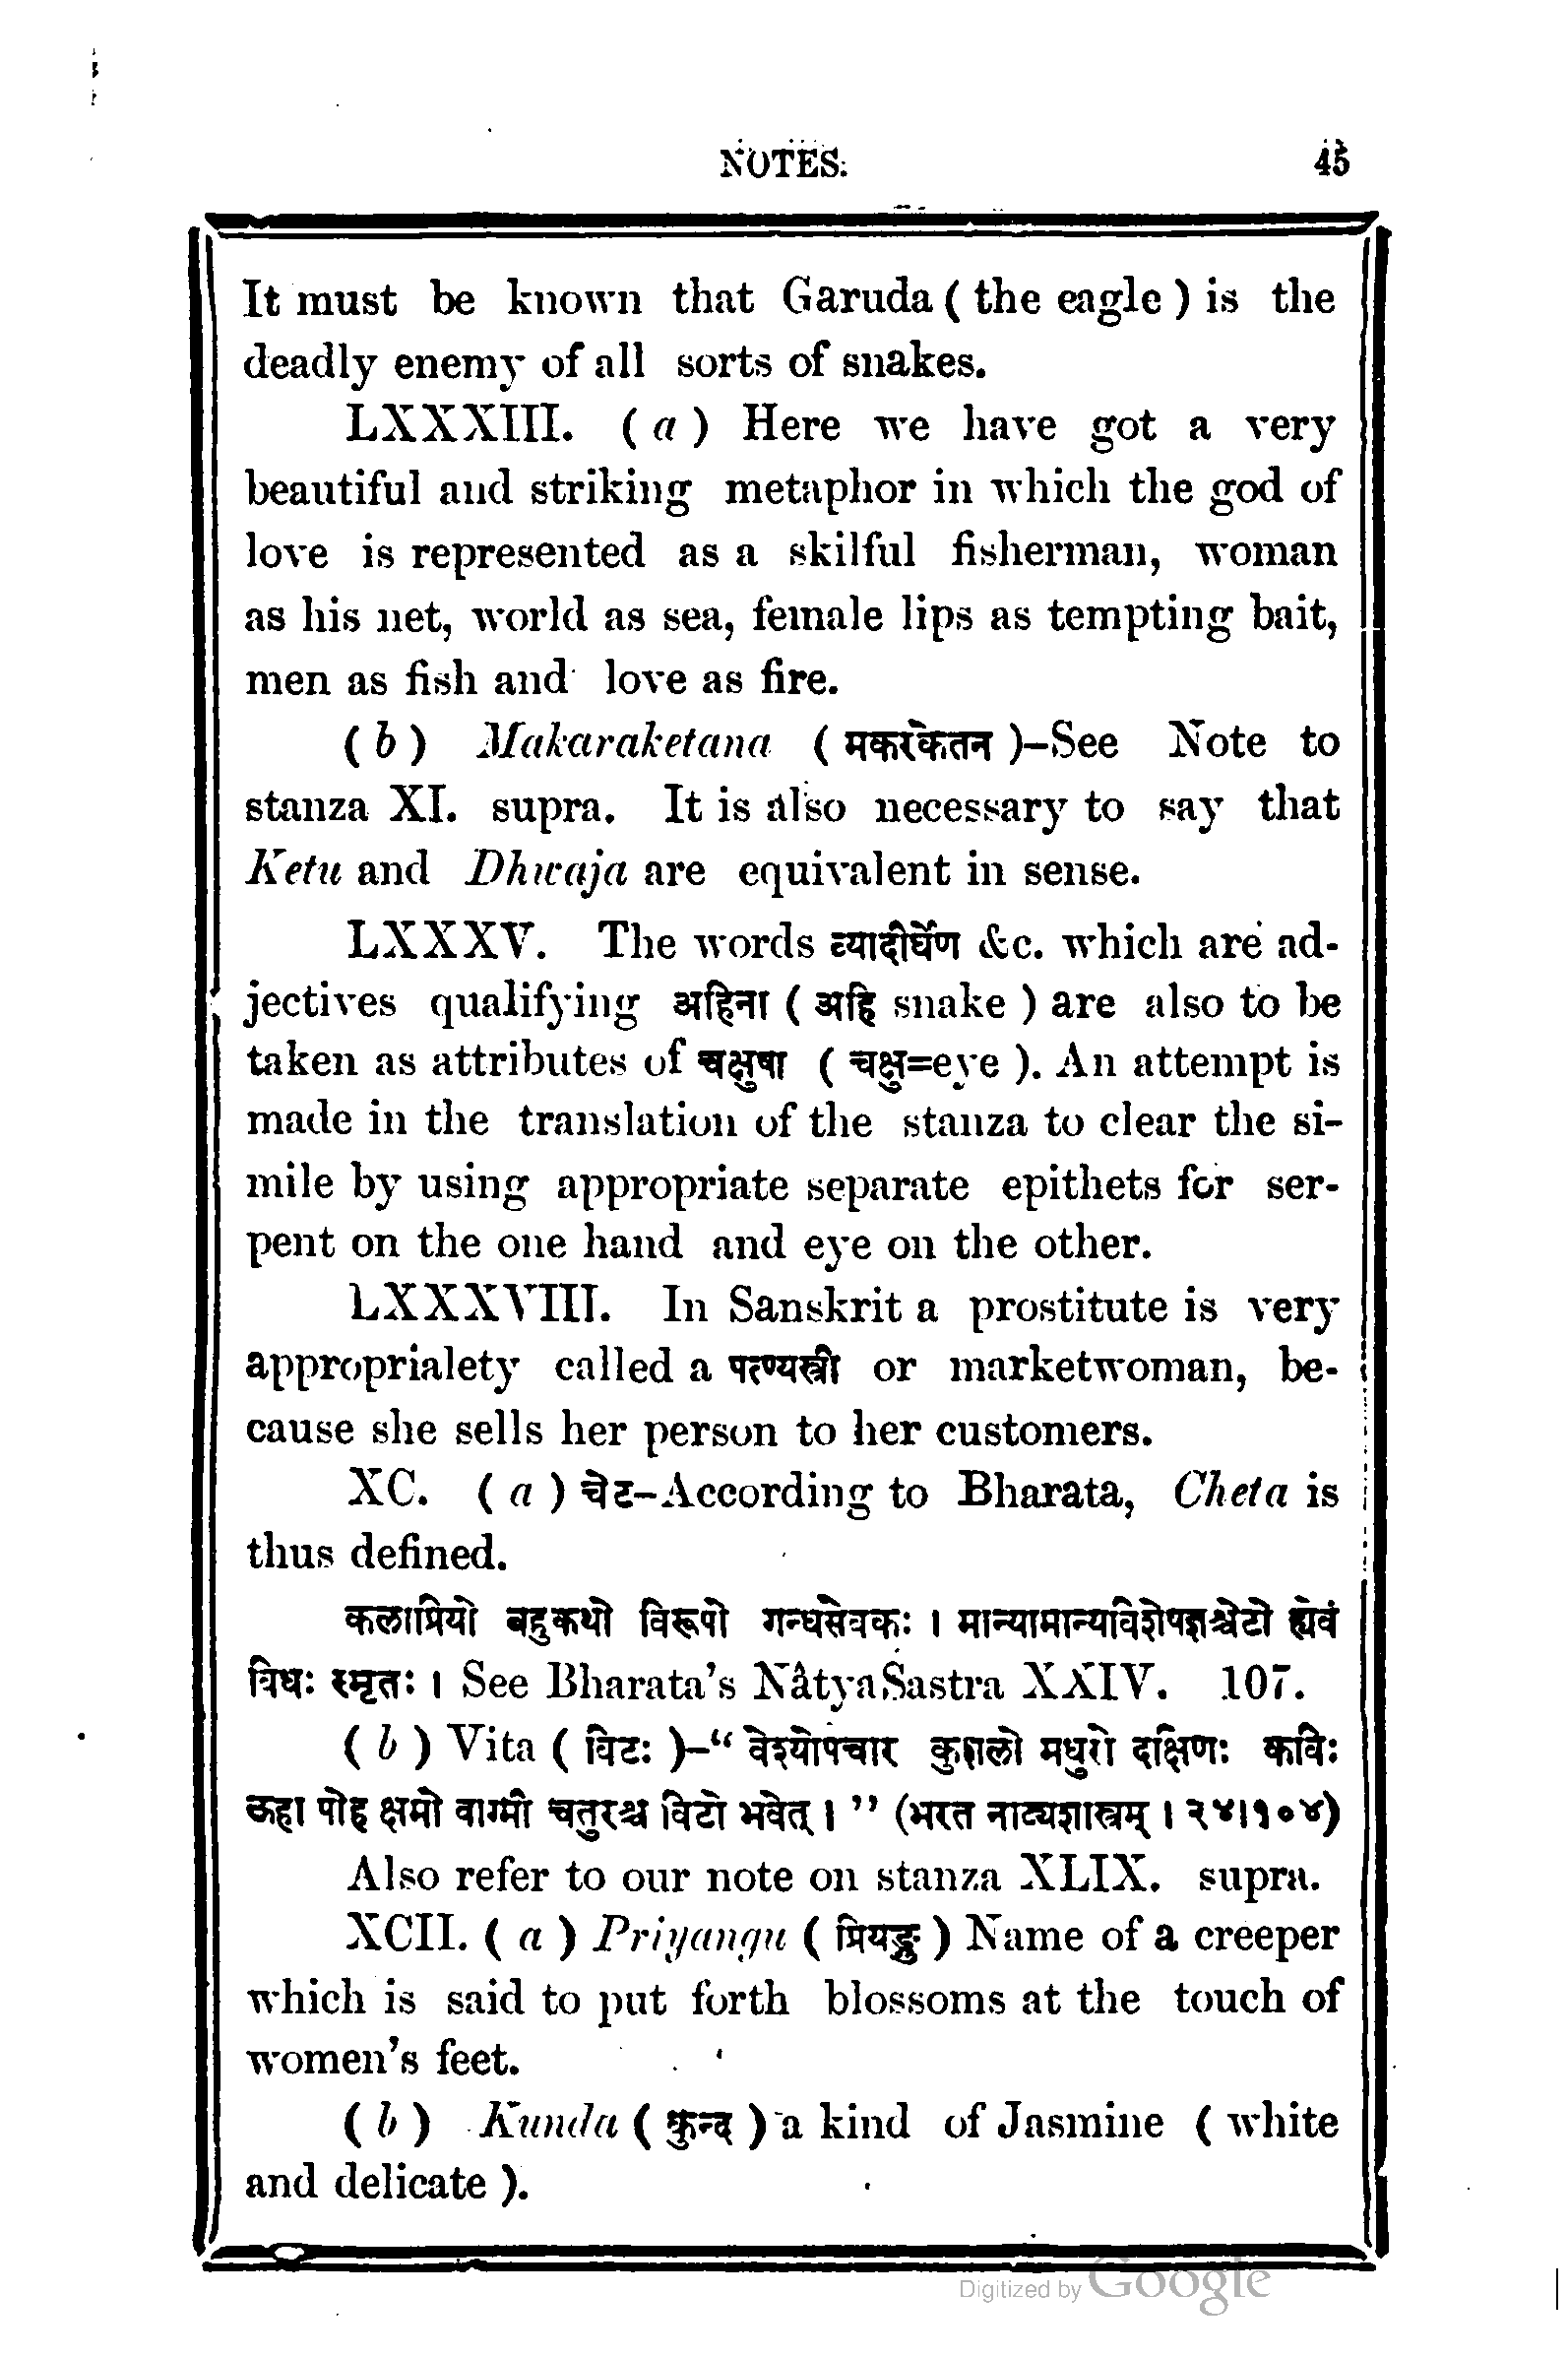 NOTES.
45
It must be known that Garuda ( the eagle ) is the
deadly enemy of all sorts of snakes.
LXXXIII. ( a ) Here we have got a very
beautiful and striking metaphor in which the god of
love is represented as a skilful fisherman, woman
as his net, world as sea, female lips as tempting bait,
men as fish and love as fire.
( b ) Makaraketana ( मकरकेतन )–See Note to
stanza XI. supra. It is also necessary to say that
Ketu and Dhwaja are equivalent in sense.
LXXXV. The words व्यादीर्घेण &c. which are ad-
jectives qualifying अहिना ( अहि snake ) are also to be
taken as attributes of चक्षुषा ( चक्षु=eye ). An attempt is
made in the translation of the stanza to clear the si-
mile by using appropriate separate epithets for ser-
pent on the one hand and eye on the other.
LXXXVIII. In Sanskrit a prostitute is very
approprialety called a पण्यस्त्री or marketwoman, be-
cause she sells her person to her customers.
XC. ( a ) चेट–According to Bharata, Cheta is
thus defined.
कलाप्रियो बहुकथो विरूपो गन्धसेवकः । मान्यामान्यविशेषज्ञश्चेटो ह्येवं
विधः स्मृतः । See Bharata's NâtyaSastra XXIV. 107.
( b ) Vita ( विटः )–“ वेश्योपचार कुशलो मधुरो दक्षिणः कविः
ऊहा पोह क्षमो वाग्मी चतुरश्च विटो भवेत् । ” (भरत नाट्यशास्त्रम् । २४।१०४)
Also refer to our note on stanza XLIX. supra.
XCII. ( a ) Priyangu ( प्रियङ्गु ) Name of a creeper
which is said to put forth blossoms at the touch of
women's feet.
( b ) Kunda ( कुन्द ) a kind of Jasmine ( white
and delicate ).
Digitized by Google